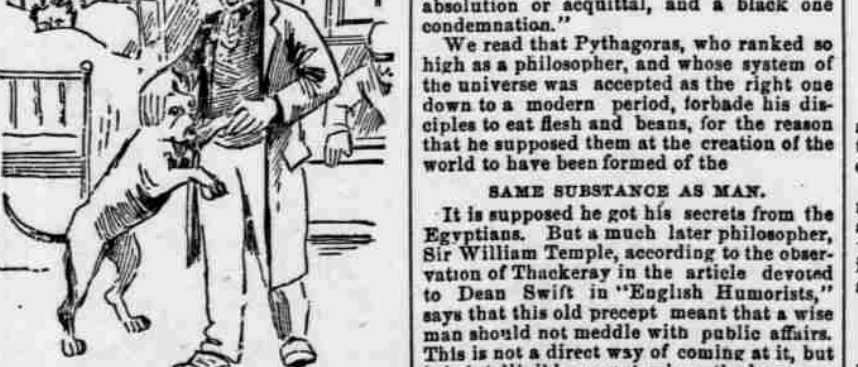 absolution or acquittal, and a black one
condemnation."
We read that Pythagoras, who ranked so
high as a philosopher, and whose system of
the universe was accepted as the right one
down to a modern period, forbade his dis-
ciples to eat flesh and beans, for the reason
that he supposed them at the creation of the
world to have been formed of the
SAME SUBSTANCE AS MAN.
It is supposed he got his secrets from the
Egyptians. But a much later philosopher,
Sir William Temple, according to the obser-
vation of Thackeray in the article devoted
to Dean Swift in "English Humorists,"
says that this old precept meant that a wise
man should not meddle with public affairs.
This is not a direct way of coming at it, but